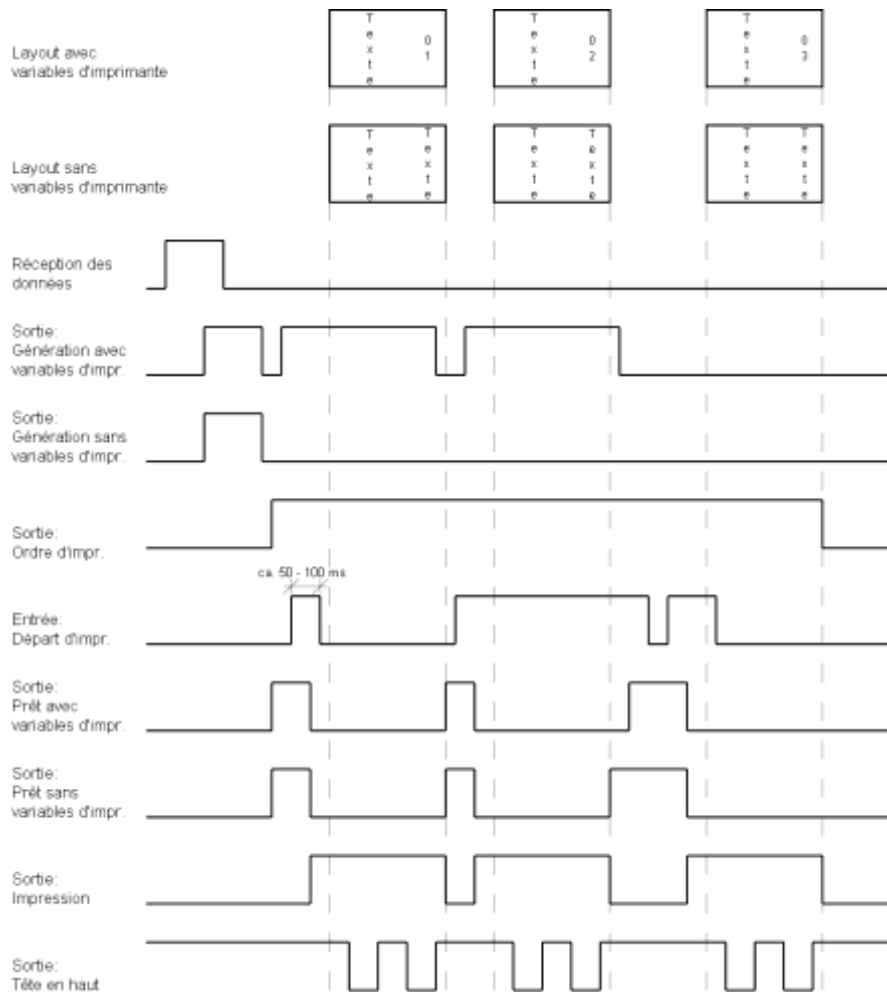 Layout avec
variables d'imprimante
T
e
x
t
e
0
1
T
e
x
t
e
0
2
T
e
x
t
e
0
3
Layout sans
variables d'imprimante
T
e
x
t
e
T
e
x
t
e
T
e
x
t
e
T
e
x
t
e
T
e
x
t
e
T
e
x
t
e
Réception des
données
Sortie:
Génération avec
variables d'impr.
Sortie:
Génération sans
variables d'impr.
Sortie:
Ordre d'impr.
ca. 50 - 100 ms
Entrée:
Départ d'impr.
Sortie:
Prêt avec
variables d'impr.
Sortie:
Prêt sans
variables d'impr.
Sortie:
Impression
Sortie:
Tête en haut